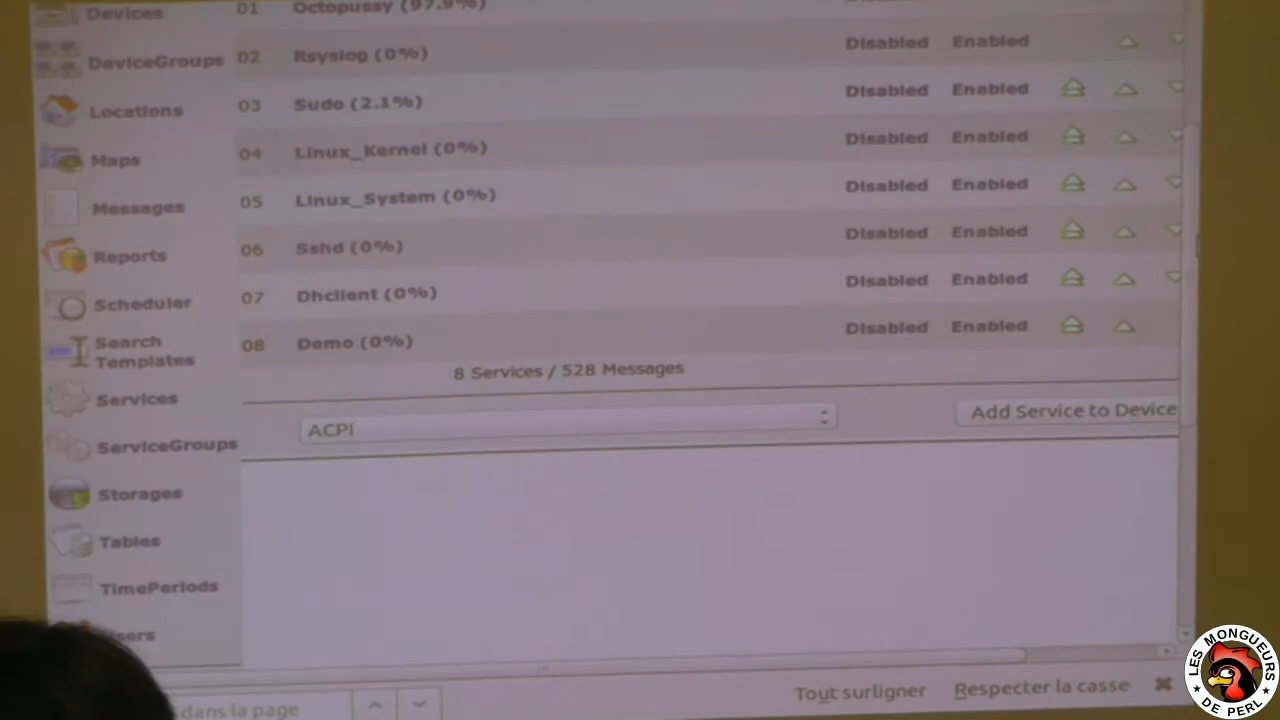 Devices
01 Octopussy (97.9%)
DeviceGroups
02 Rsyslog (0%) Disabled Enabled
Locations
03 Sudo (2.1%) Disabled Enabled
Maps
04 Linux_Kernel (0%) Disabled Enabled
Messages
05 Linux_System (0%) Disabled Enabled
Reports
06 Sshd (0%) Disabled Enabled
Scheduler
07 Dhclient (0%) Disabled Enabled
Search
Templates
08 Demo (0%) Disabled Enabled
8 Services / 528 Messages
Services
ACPI Add Service to Device
ServiceGroups
Storages
Tables
TimePeriods
dans la page Tout surligner Respecter la casse
LES MONGUEURS
DE PERL